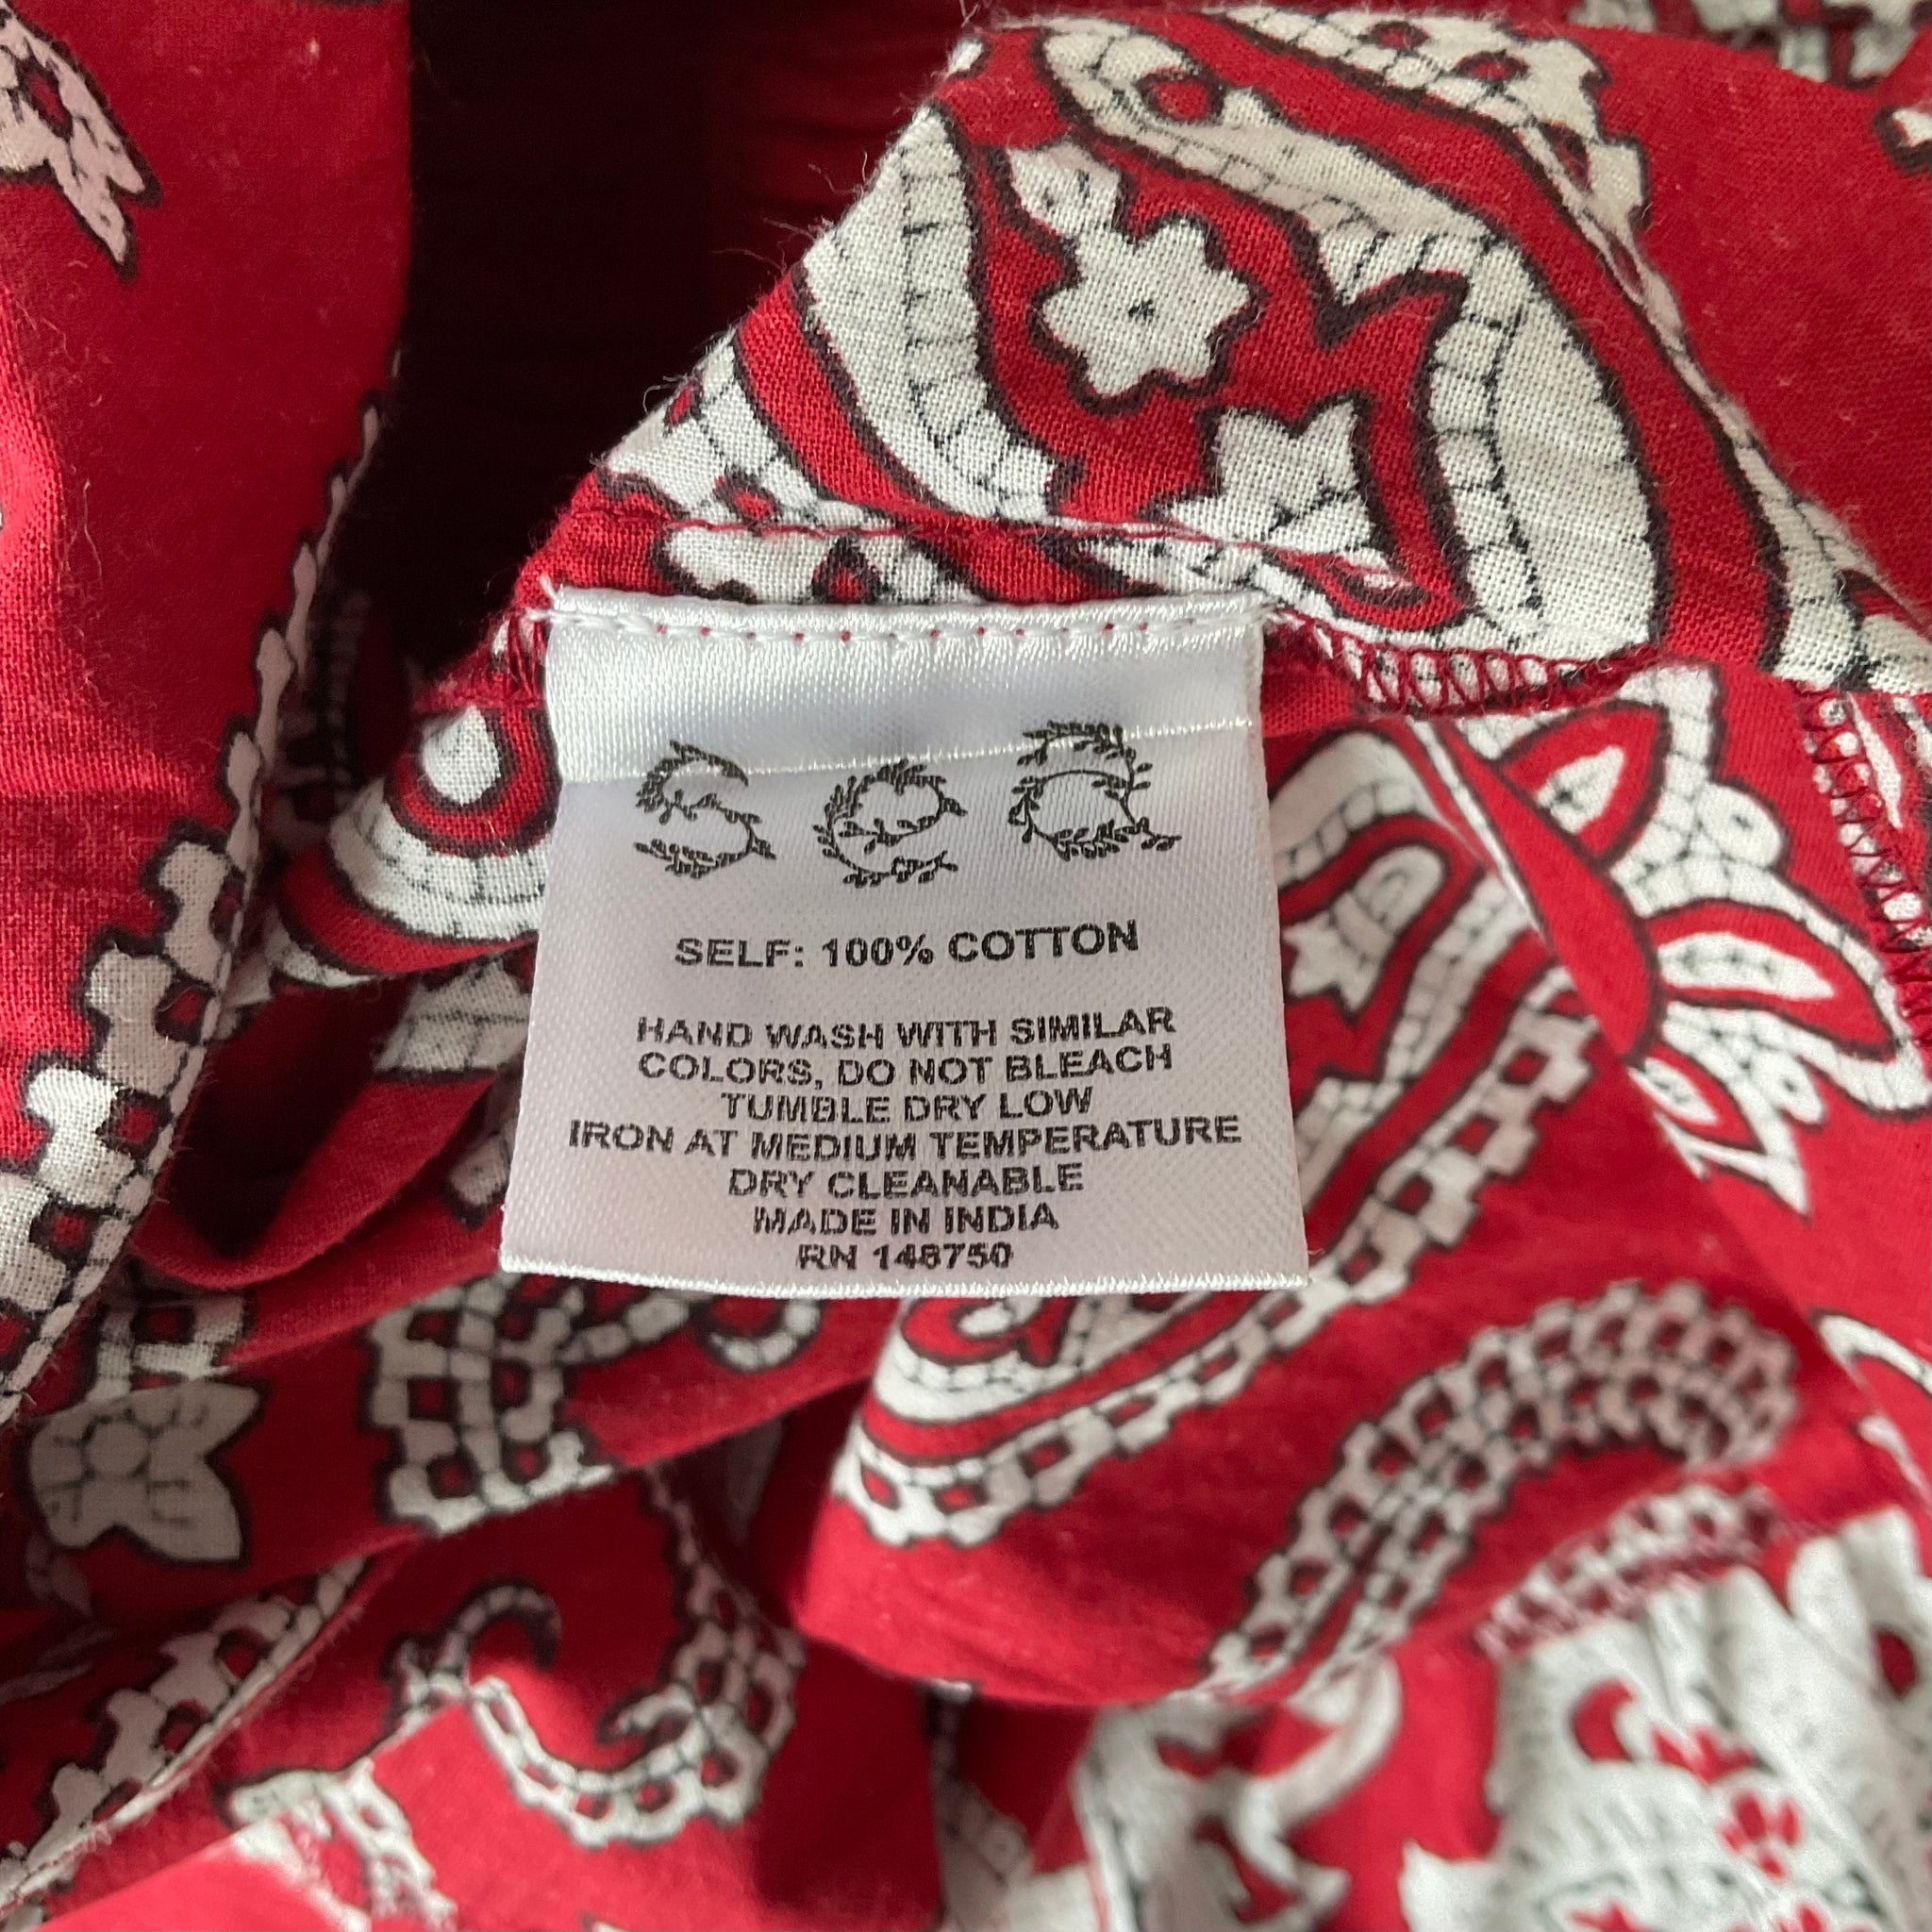 SEA
SELF: 100% COTTON
HAND WASH WITH SIMILAR
COLORS, DO NOT BLEACH
TUMBLE DRY LOW
IRON AT MEDIUM TEMPERATURE
DRY CLEANABLE
MADE IN INDIA
RN 148750